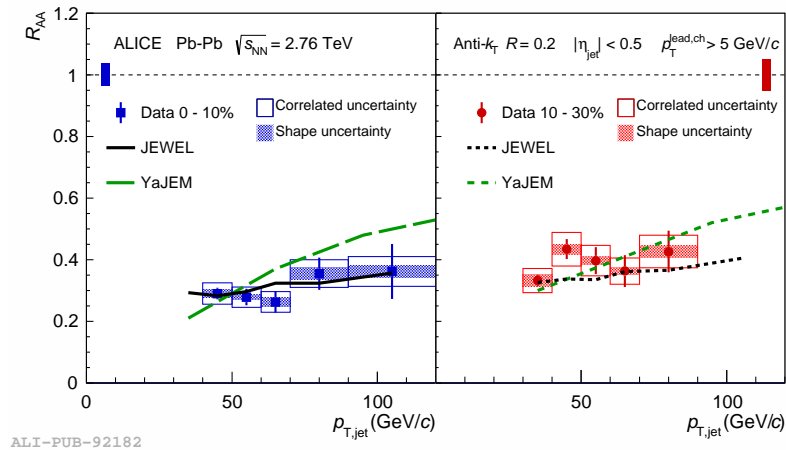 R_AA
1.2
1
0.8
0.6
0.4
0.2
0
ALICE Pb-Pb √s_NN = 2.76 TeV
Data 0 - 10%
Correlated uncertainty
Shape uncertainty
JEWEL
YaJEM
50
100
p_T,jet (GeV/c)
Anti-k_T R = 0.2 |η_jet| < 0.5 p_T^lead,ch > 5 GeV/c
Data 10 - 30%
Correlated uncertainty
Shape uncertainty
JEWEL
YaJEM
50
100
p_T,jet (GeV/c)
ALI-PUB-92182